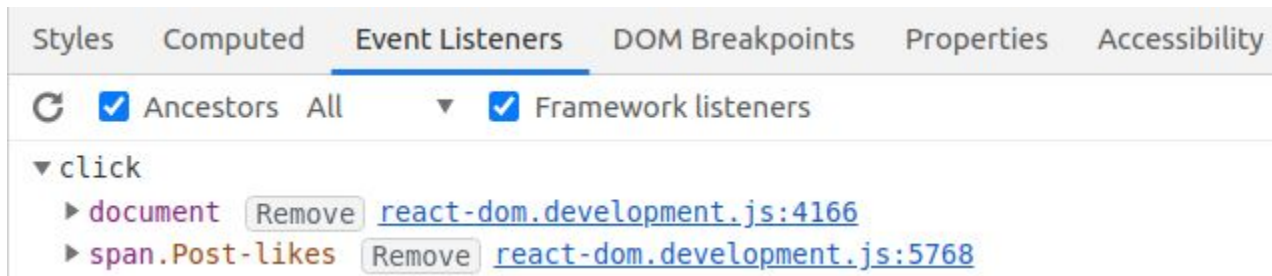 Styles Computed Event Listeners DOM Breakpoints Properties Accessibility
Ancestors All Framework listeners
click
document Remove react-dom.development.js:4166
span.Post-likes Remove react-dom.development.js:5768